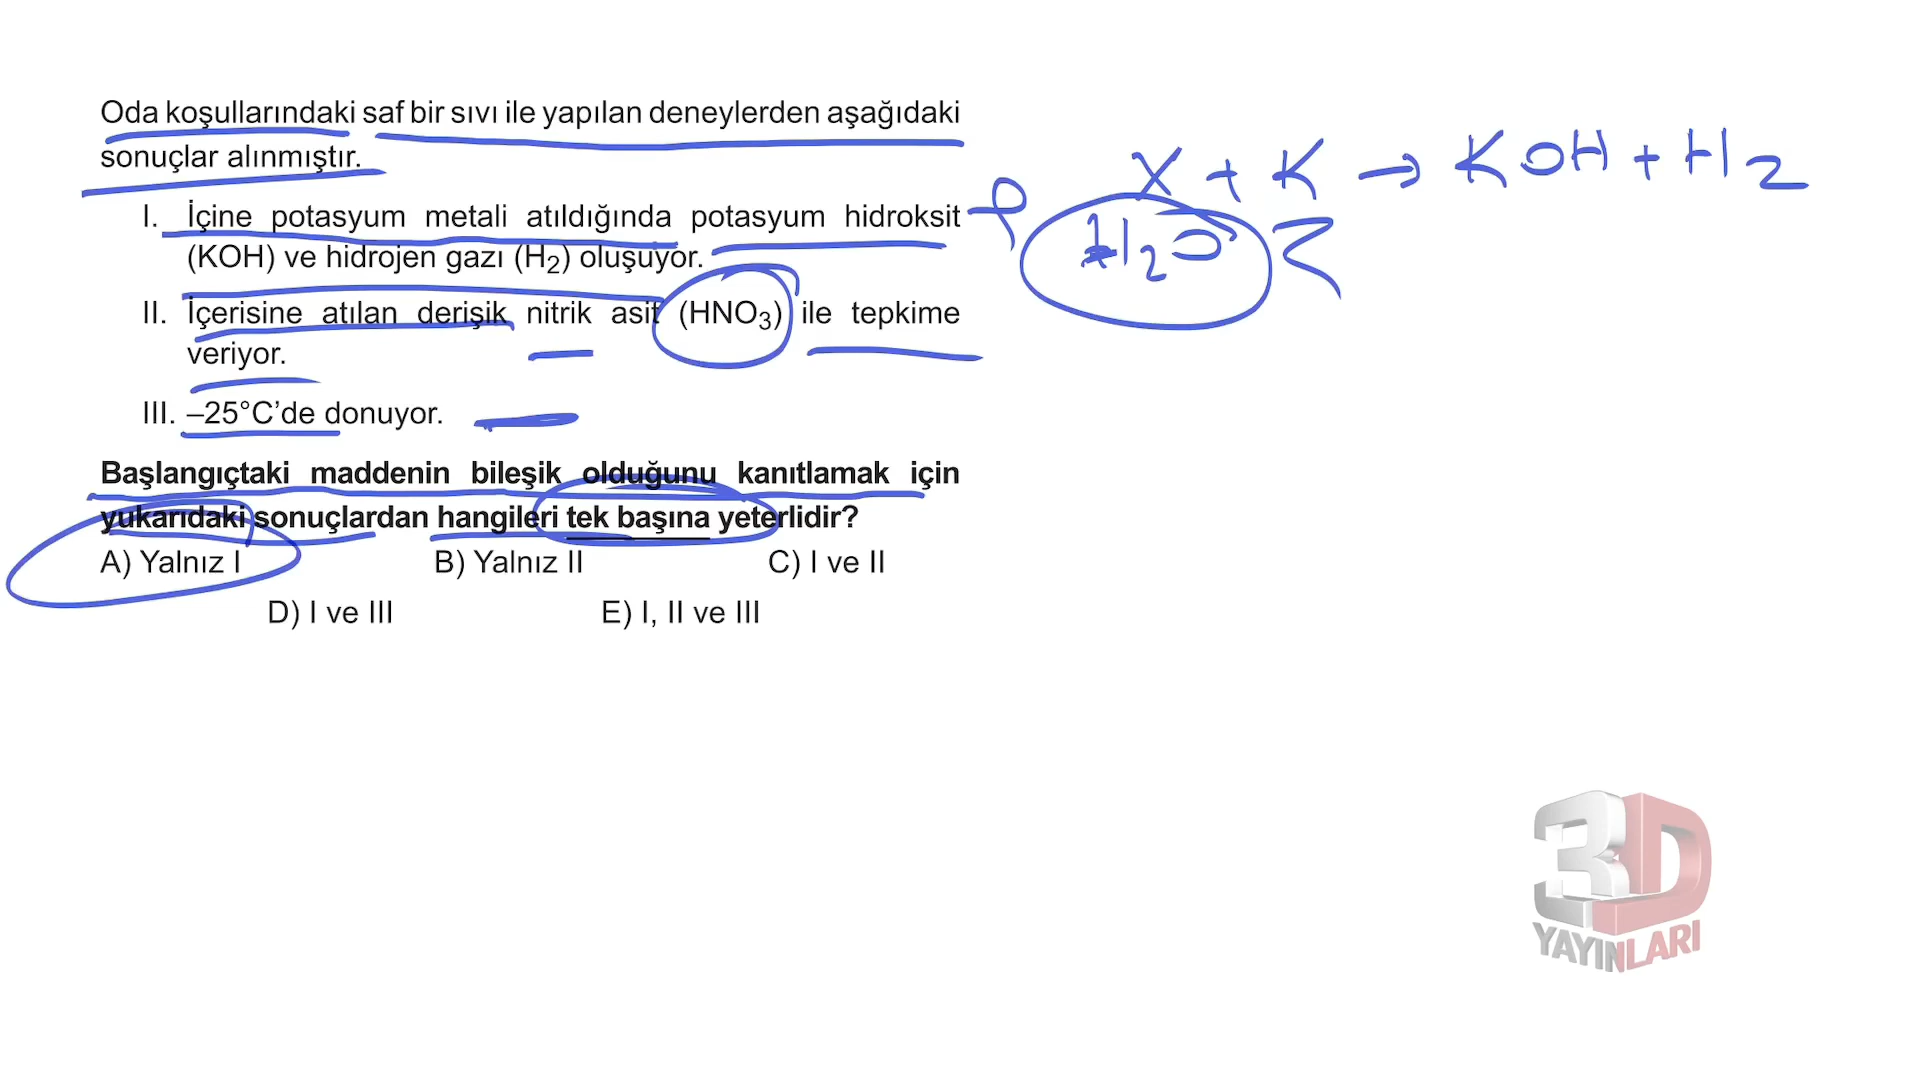 Oda koşullarındaki saf bir sıvı ile yapılan deneylerden aşağıdaki
sonuçlar alınmıştır.
I. İçine potasyum metali atıldığında potasyum hidroksit
(KOH) ve hidrojen gazı (H₂) oluşuyor.
II. İçerisine atılan derişik nitrik asit (HNO₃) ile tepkime
veriyor.
III. –25°C’de donuyor.
Başlangıçtaki maddenin bileşik olduğunu kanıtlamak için
yukarıdaki sonuçlardan hangileri tek başına yeterlidir?
A) Yalnız I B) Yalnız II C) I ve II
D) I ve III E) I, II ve III
X + K → KOH + H₂
H₂O
3D
YAYINLARI